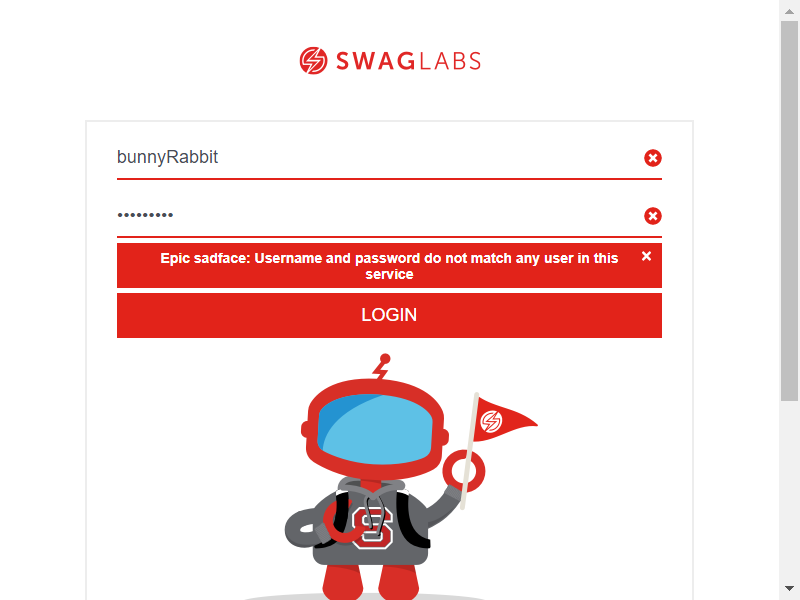 SWAGLABS
bunnyRabbit
•••••••••
Epic sadface: Username and password do not match any user in this
service
LOGIN
S